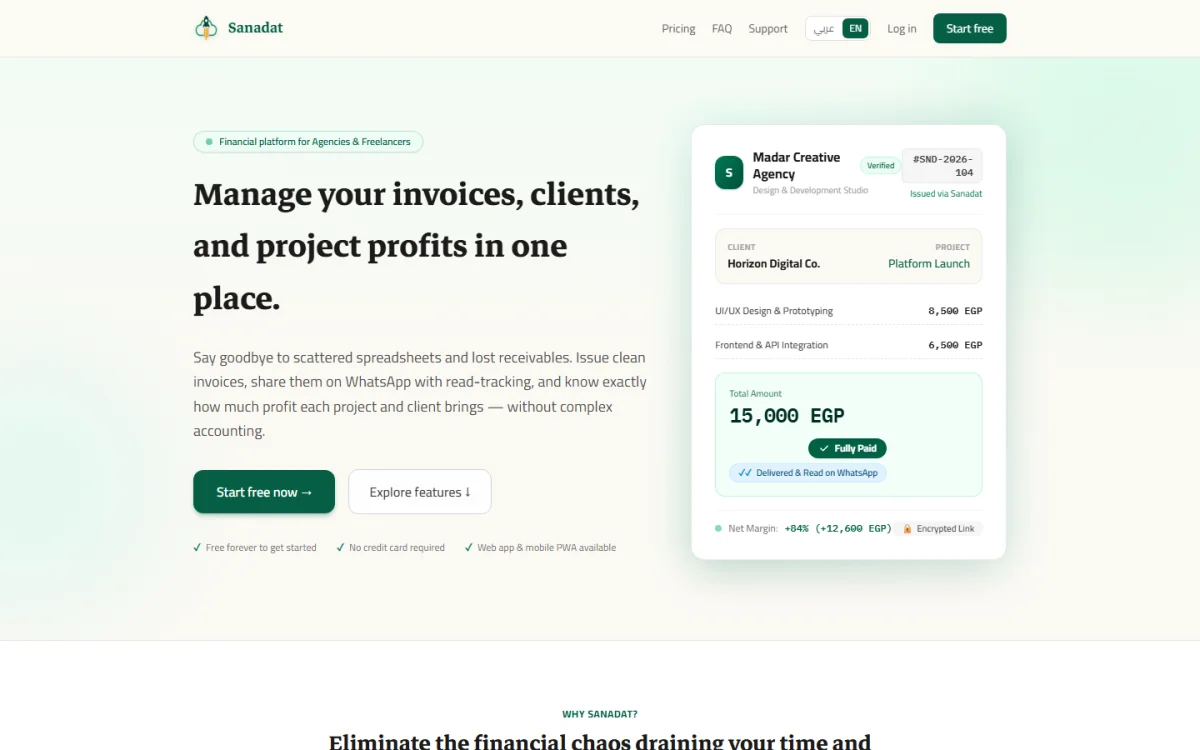 Sanadat
Pricing
FAQ
Support
عربي
EN
Log in
Start free
Financial platform for Agencies & Freelancers
Manage your invoices, clients,
and project profits in one
place.
Say goodbye to scattered spreadsheets and lost receivables. Issue clean
invoices, share them on WhatsApp with read-tracking, and know exactly
how much profit each project and client brings — without complex
accounting.
Start free now →
Explore features ↓
✓ Free forever to get started
✓ No credit card required
✓ Web app & mobile PWA available
S
Madar Creative
Agency
Design & Development Studio
Verified
#SND-2026-
104
Issued via Sanadat
CLIENT
Horizon Digital Co.
PROJECT
Platform Launch
UI/UX Design & Prototyping
8,500 EGP
Frontend & API Integration
6,500 EGP
Total Amount
15,000 EGP
✓ Fully Paid
✓✓ Delivered & Read on WhatsApp
Net Margin: +84% (+12,600 EGP)
🔒 Encrypted Link
WHY SANADAT?
Eliminate the financial chaos draining your time and